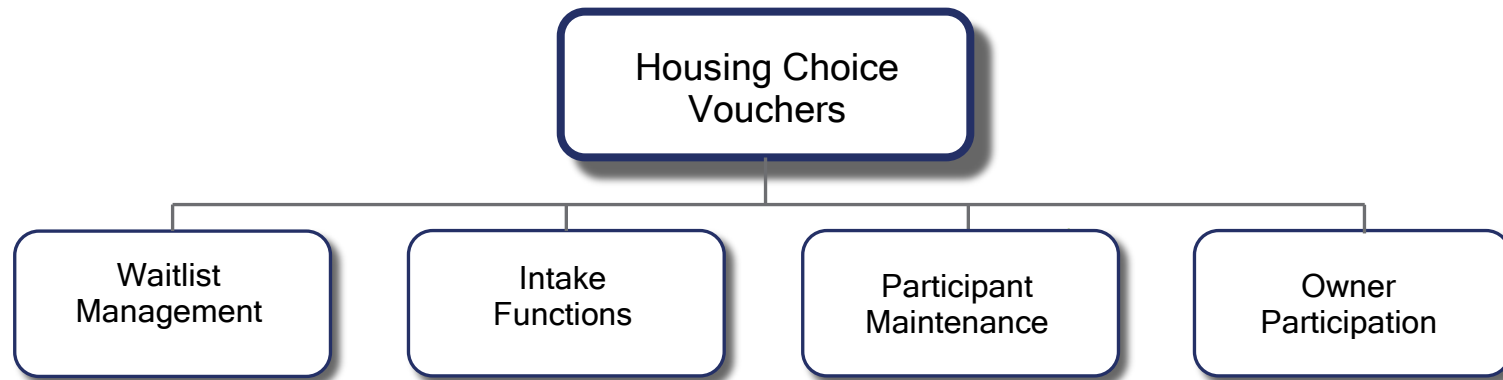 Housing Choice
Vouchers
Waitlist
Management
Intake
Functions
Participant
Maintenance
Owner
Participation